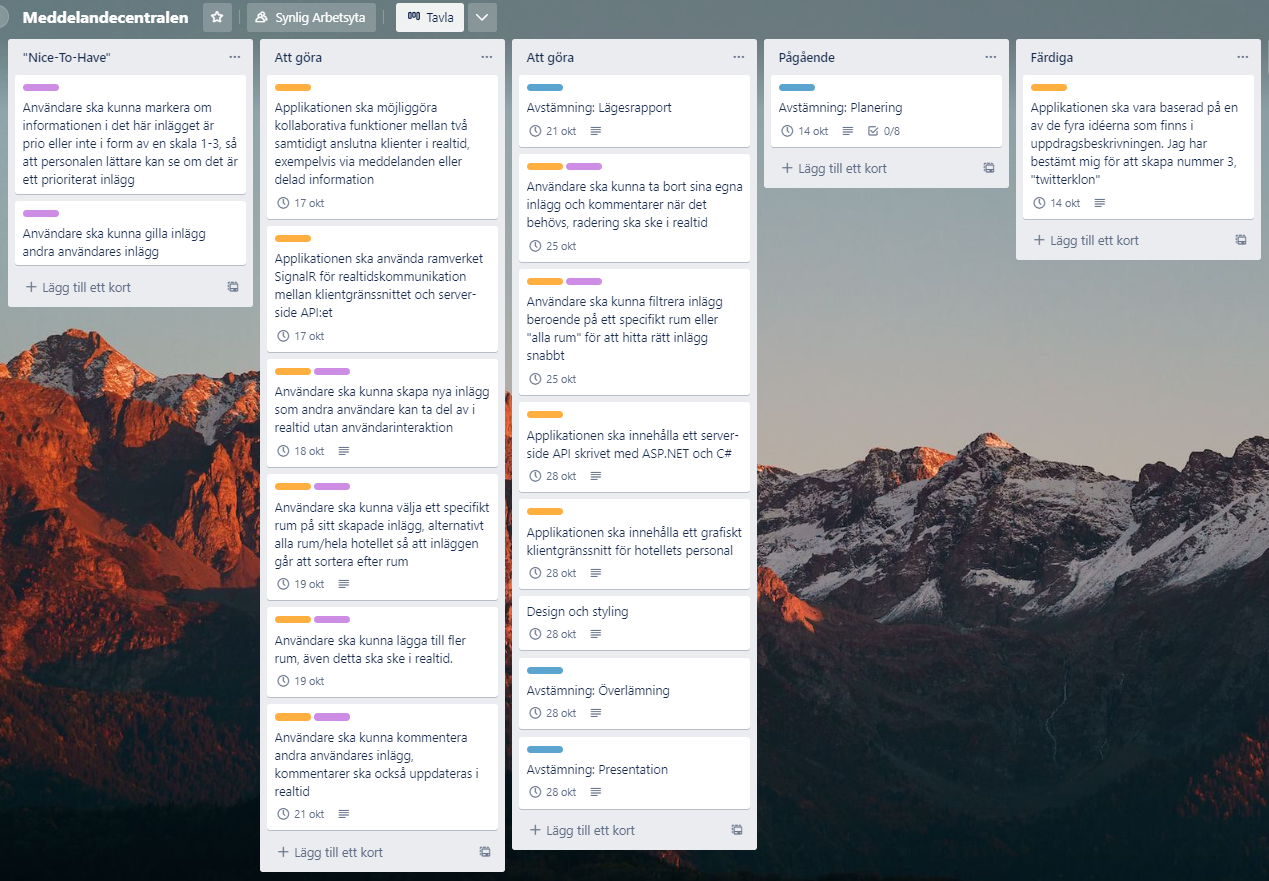 Meddelandecentralen
Synlig Arbetsyta
Tavla
"Nice-To-Have"
Användare ska kunna markera om
informationen i det här inlägget är
prio eller inte i form av en skala 1-3, så
att personalen lättare kan se om det är
ett prioriterat inlägg
Användare ska kunna gilla inlägg
andra användares inlägg
Lägg till ett kort
Att göra
Applikationen ska möjliggöra
kollaborativa funktioner mellan två
samtidigt anslutna klienter i realtid,
exempelvis via meddelanden eller
delad information
17 okt
Applikationen ska använda ramverket
SignalR för realtidskommunikation
mellan klientgränssnittet och server-
side API:et
17 okt
Användare ska kunna skapa nya inlägg
som andra användare kan ta del av i
realtid utan användarinteraktion
18 okt
Användare ska kunna välja ett specifikt
rum på sitt skapade inlägg, alternativt
alla rum/hela hotellet så att inläggen
går att sortera efter rum
19 okt
Användare ska kunna lägga till fler
rum, även detta ska ske i realtid.
19 okt
Användare ska kunna kommentera
andra användares inlägg,
kommentarer ska också uppdateras i
realtid
21 okt
Lägg till ett kort
Att göra
Avstämning: Lägesrapport
21 okt
Användare ska kunna ta bort sina egna
inlägg och kommentarer när det
behövs, radering ska ske i realtid
25 okt
Användare ska kunna filtrera inlägg
beroende på ett specifikt rum eller
"alla rum" för att hitta rätt inlägg
snabbt
25 okt
Applikationen ska innehålla ett server-
side API skrivet med ASP.NET och C#
28 okt
Applikationen ska innehålla ett grafiskt
klientgränssnitt för hotellets personal
28 okt
Design och styling
28 okt
Avstämning: Överlämning
28 okt
Avstämning: Presentation
28 okt
Lägg till ett kort
Pågående
Avstämning: Planering
14 okt 0/8
Lägg till ett kort
Färdiga
Applikationen ska vara baserad på en
av de fyra idéerna som finns i
uppdragsbeskrivningen. Jag har
bestämt mig för att skapa nummer 3,
"twitterklon"
14 okt
Lägg till ett kort